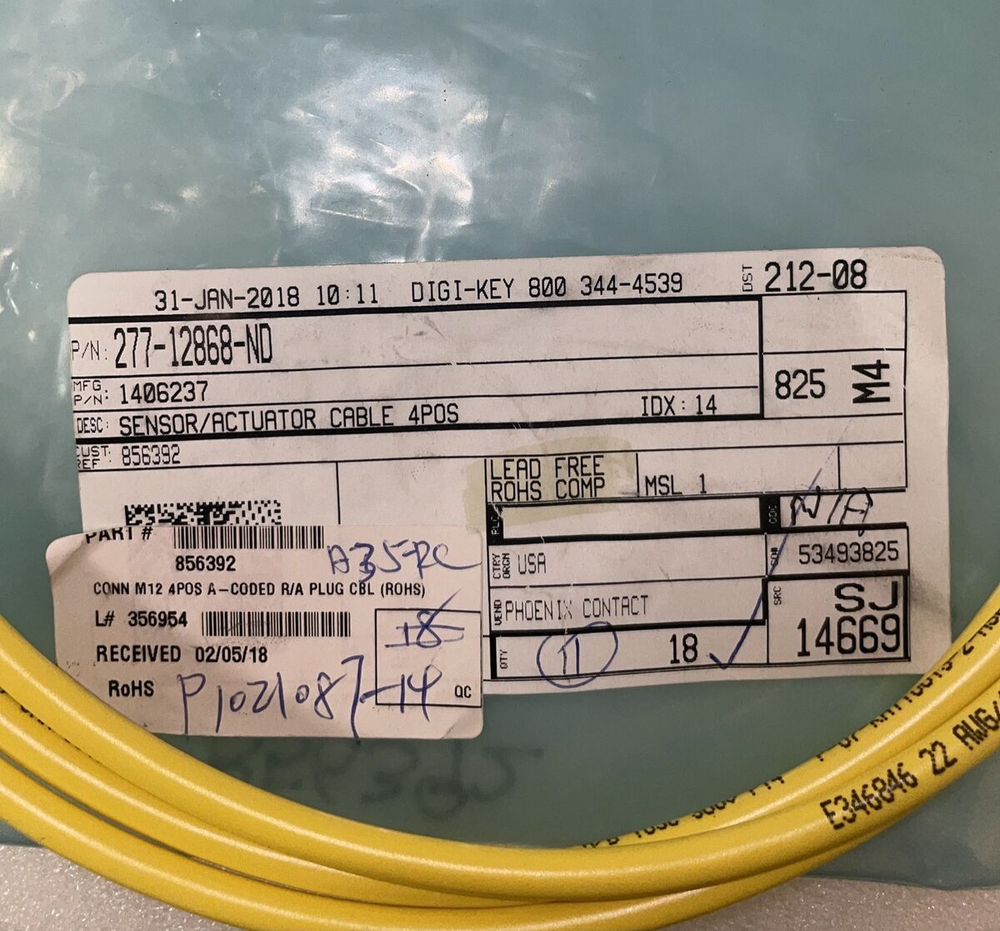 31-JAN-2018 10:11 DIGI-KEY 800 344-4539 DST 212-08
P/N: 277-12868-ND
MFG P/N: 1406237
825 M4
DESC: SENSOR/ACTUATOR CABLE 4POS IDX: 14
CUST REF: 856392
LEAD FREE
ROHS COMP MSL 1
N/A
CTRY ORGN USA 53493825
VEND PHOENIX CONTACT SRC SJ
QTY 11 18 14669
PART #
856392 A35-RC
CONN M12 4POS A-CODED R/A PLUG CBL (ROHS)
L# 356954 18
RECEIVED 02/05/18
RoHS P1021087-14 QC
E346846 22 AWG/